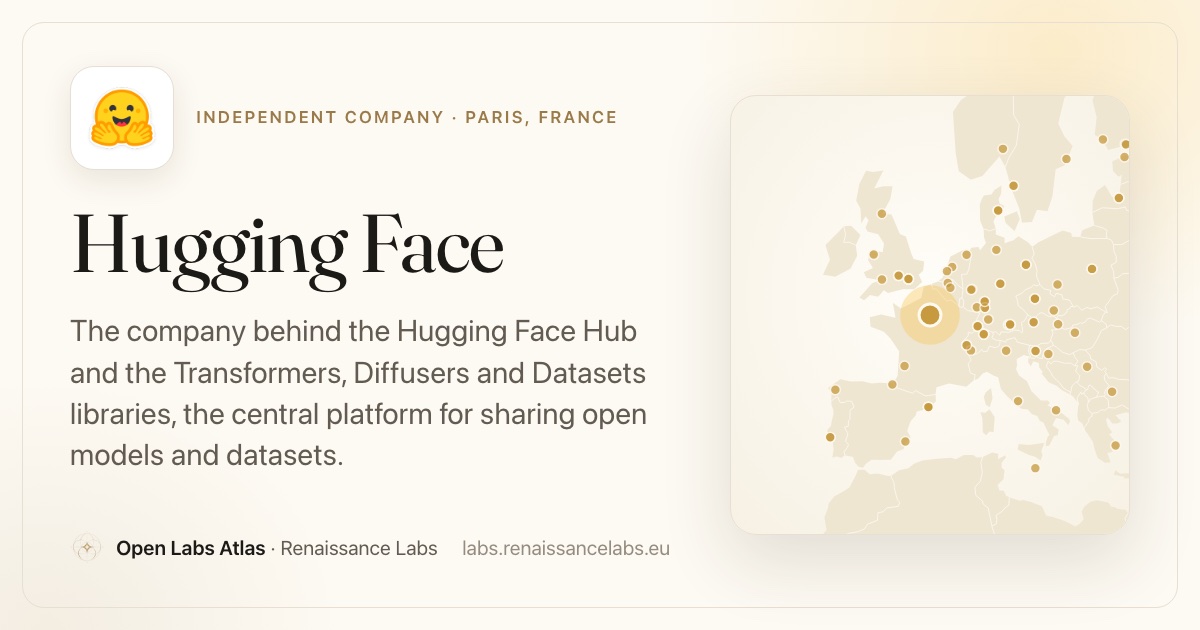 INDEPENDENT COMPANY · PARIS, FRANCE
Hugging Face
The company behind the Hugging Face Hub
and the Transformers, Diffusers and Datasets
libraries, the central platform for sharing open
models and datasets.
Open Labs Atlas · Renaissance Labs labs.renaissancelabs.eu